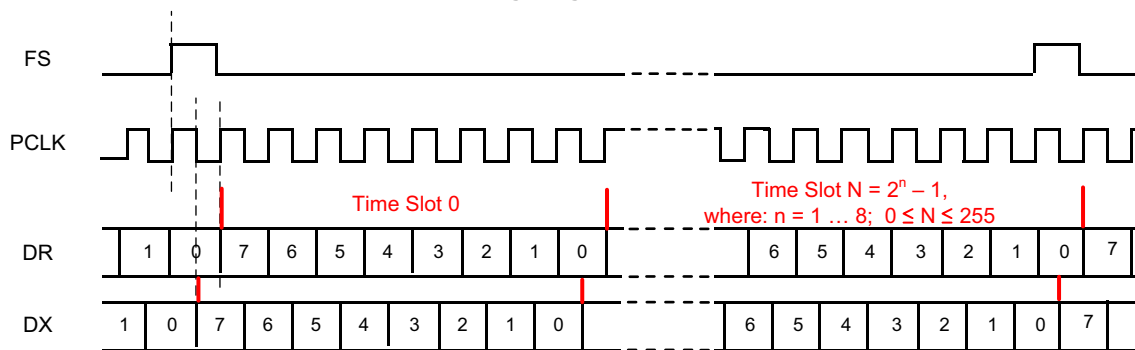 FS
PCLK
Time Slot 0
Time Slot N = 2ⁿ – 1,
where: n = 1 … 8; 0 ≤ N ≤ 255
DR 1 0 7 6 5 4 3 2 1 0 6 5 4 3 2 1 0 7
DX 1 0 7 6 5 4 3 2 1 0 6 5 4 3 2 1 0 7